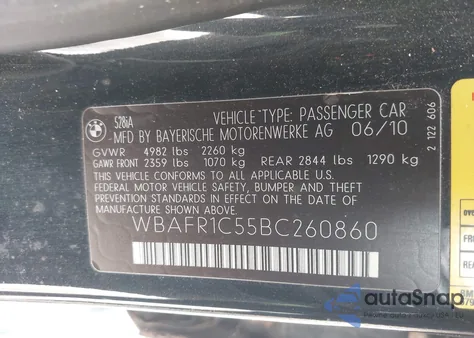 BMW
528iA
VEHICLE TYPE: PASSENGER CAR
MFD BY BAYERISCHE MOTORENWERKE AG 06/10
GVWR 4982 lbs 2260 kg
GAWR FRONT 2359 lbs 1070 kg REAR 2844 lbs 1290 kg
THIS VEHICLE CONFORMS TO ALL APPLICABLE U.S.
FEDERAL MOTOR VEHICLE SAFETY, BUMPER AND THEFT
PREVENTION STANDARDS IN EFFECT ON THE DATE OF
MANUFACTURE SHOWN ABOVE.
WBAFR1C55BC260860
2 122 606
autoSnap